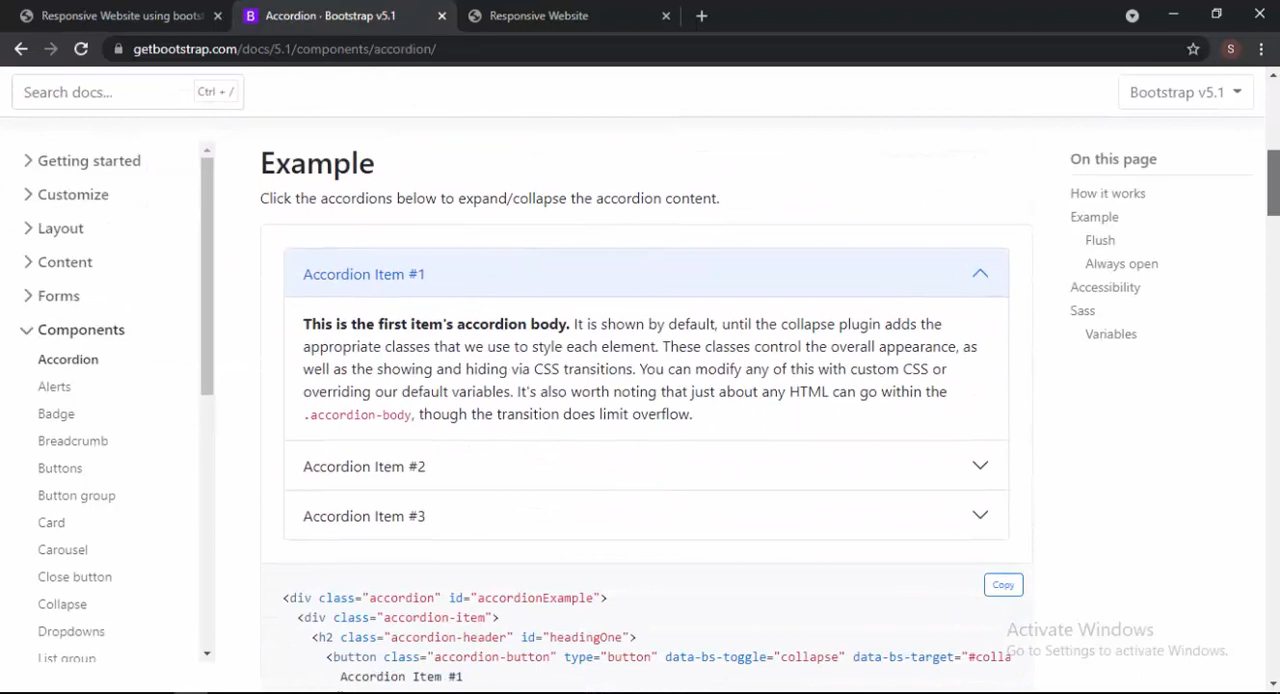 Responsive Website using boots
Accordion · Bootstrap v5.1
Responsive Website
getbootstrap.com/docs/5.1/components/accordion/
S
Search docs...
Ctrl + /
Bootstrap v5.1
Getting started
Customize
Layout
Content
Forms
Components
Accordion
Alerts
Badge
Breadcrumb
Buttons
Button group
Card
Carousel
Close button
Collapse
Dropdowns
List group
Example
Click the accordions below to expand/collapse the accordion content.
Accordion Item #1
This is the first item's accordion body. It is shown by default, until the collapse plugin adds the
appropriate classes that we use to style each element. These classes control the overall appearance, as
well as the showing and hiding via CSS transitions. You can modify any of this with custom CSS or
overriding our default variables. It's also worth noting that just about any HTML can go within the
.accordion-body, though the transition does limit overflow.
Accordion Item #2
Accordion Item #3
Copy
<div class="accordion" id="accordionExample">
<div class="accordion-item">
<h2 class="accordion-header" id="headingOne">
<button class="accordion-button" type="button" data-bs-toggle="collapse" data-bs-target="#colla
Accordion Item #1
On this page
How it works
Example
Flush
Always open
Accessibility
Sass
Variables
Activate Windows
Go to Settings to activate Windows.